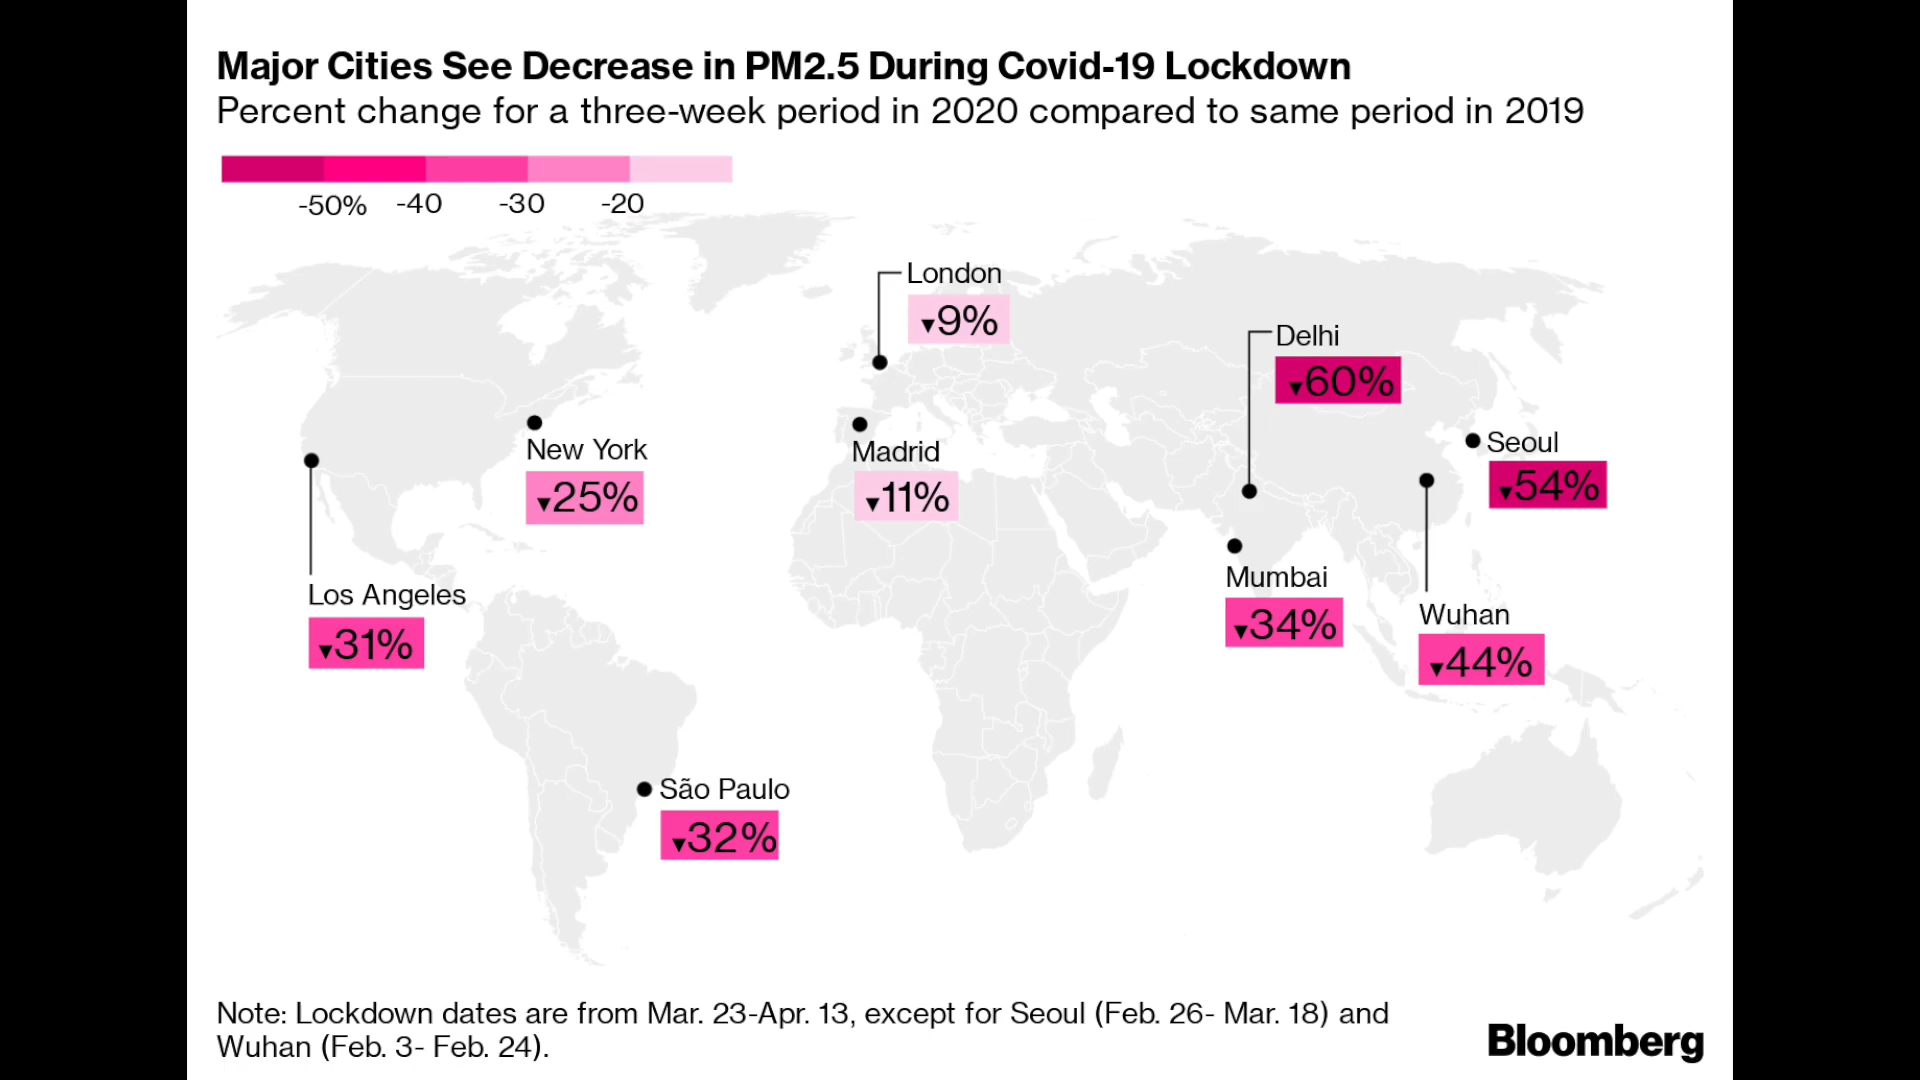 Major Cities See Decrease in PM2.5 During Covid-19 Lockdown
Percent change for a three-week period in 2020 compared to same period in 2019
-50% -40 -30 -20
London
▼9%
Delhi
▼60%
New York
▼25%
Madrid
▼11%
Seoul
▼54%
Los Angeles
▼31%
Mumbai
▼34%
Wuhan
▼44%
São Paulo
▼32%
Note: Lockdown dates are from Mar. 23-Apr. 13, except for Seoul (Feb. 26- Mar. 18) and
Wuhan (Feb. 3- Feb. 24).
Bloomberg